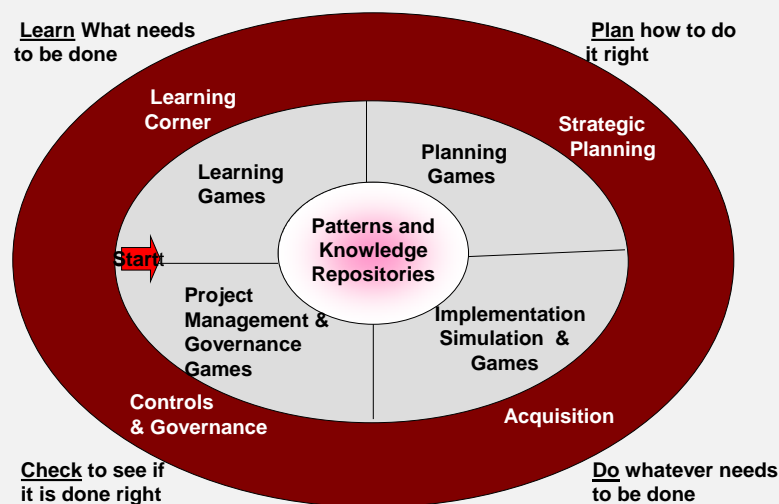 Learn What needs
to be done
Plan how to do
it right
Learning
Corner
Strategic
Planning
Learning
Games
Planning
Games
Patterns and
Knowledge
Repositories
Startt
Project
Management &
Governance
Games
Implementation
Simulation &
Games
Controls
& Governance
Acquisition
Check to see if
it is done right
Do whatever needs
to be done